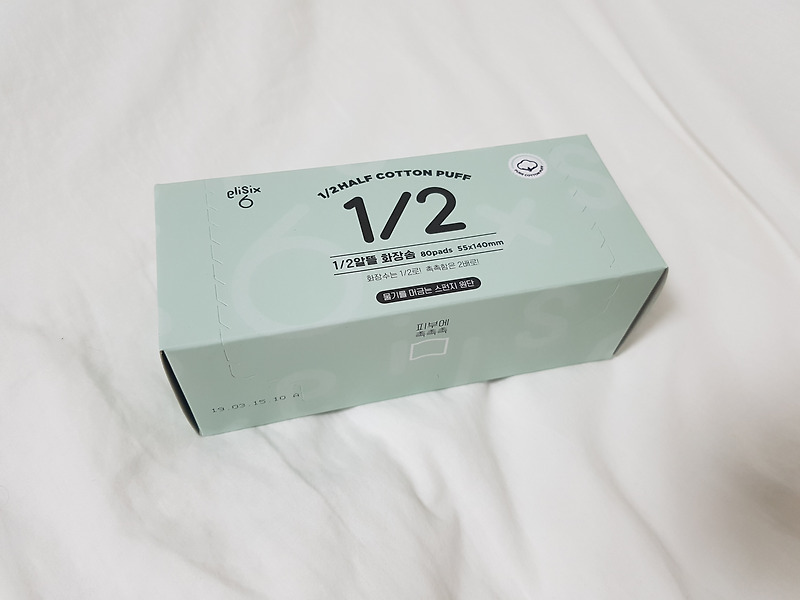 eliSix
6
1/2HALF COTTON PUFF
1/2
1/2알뜰 화장솜 80pads 55x140mm
화장수는 1/2로! 촉촉함은 2배로!
물기를 머금는 스펀지 원단
피부에
촉촉촉
19.03.15 10 A